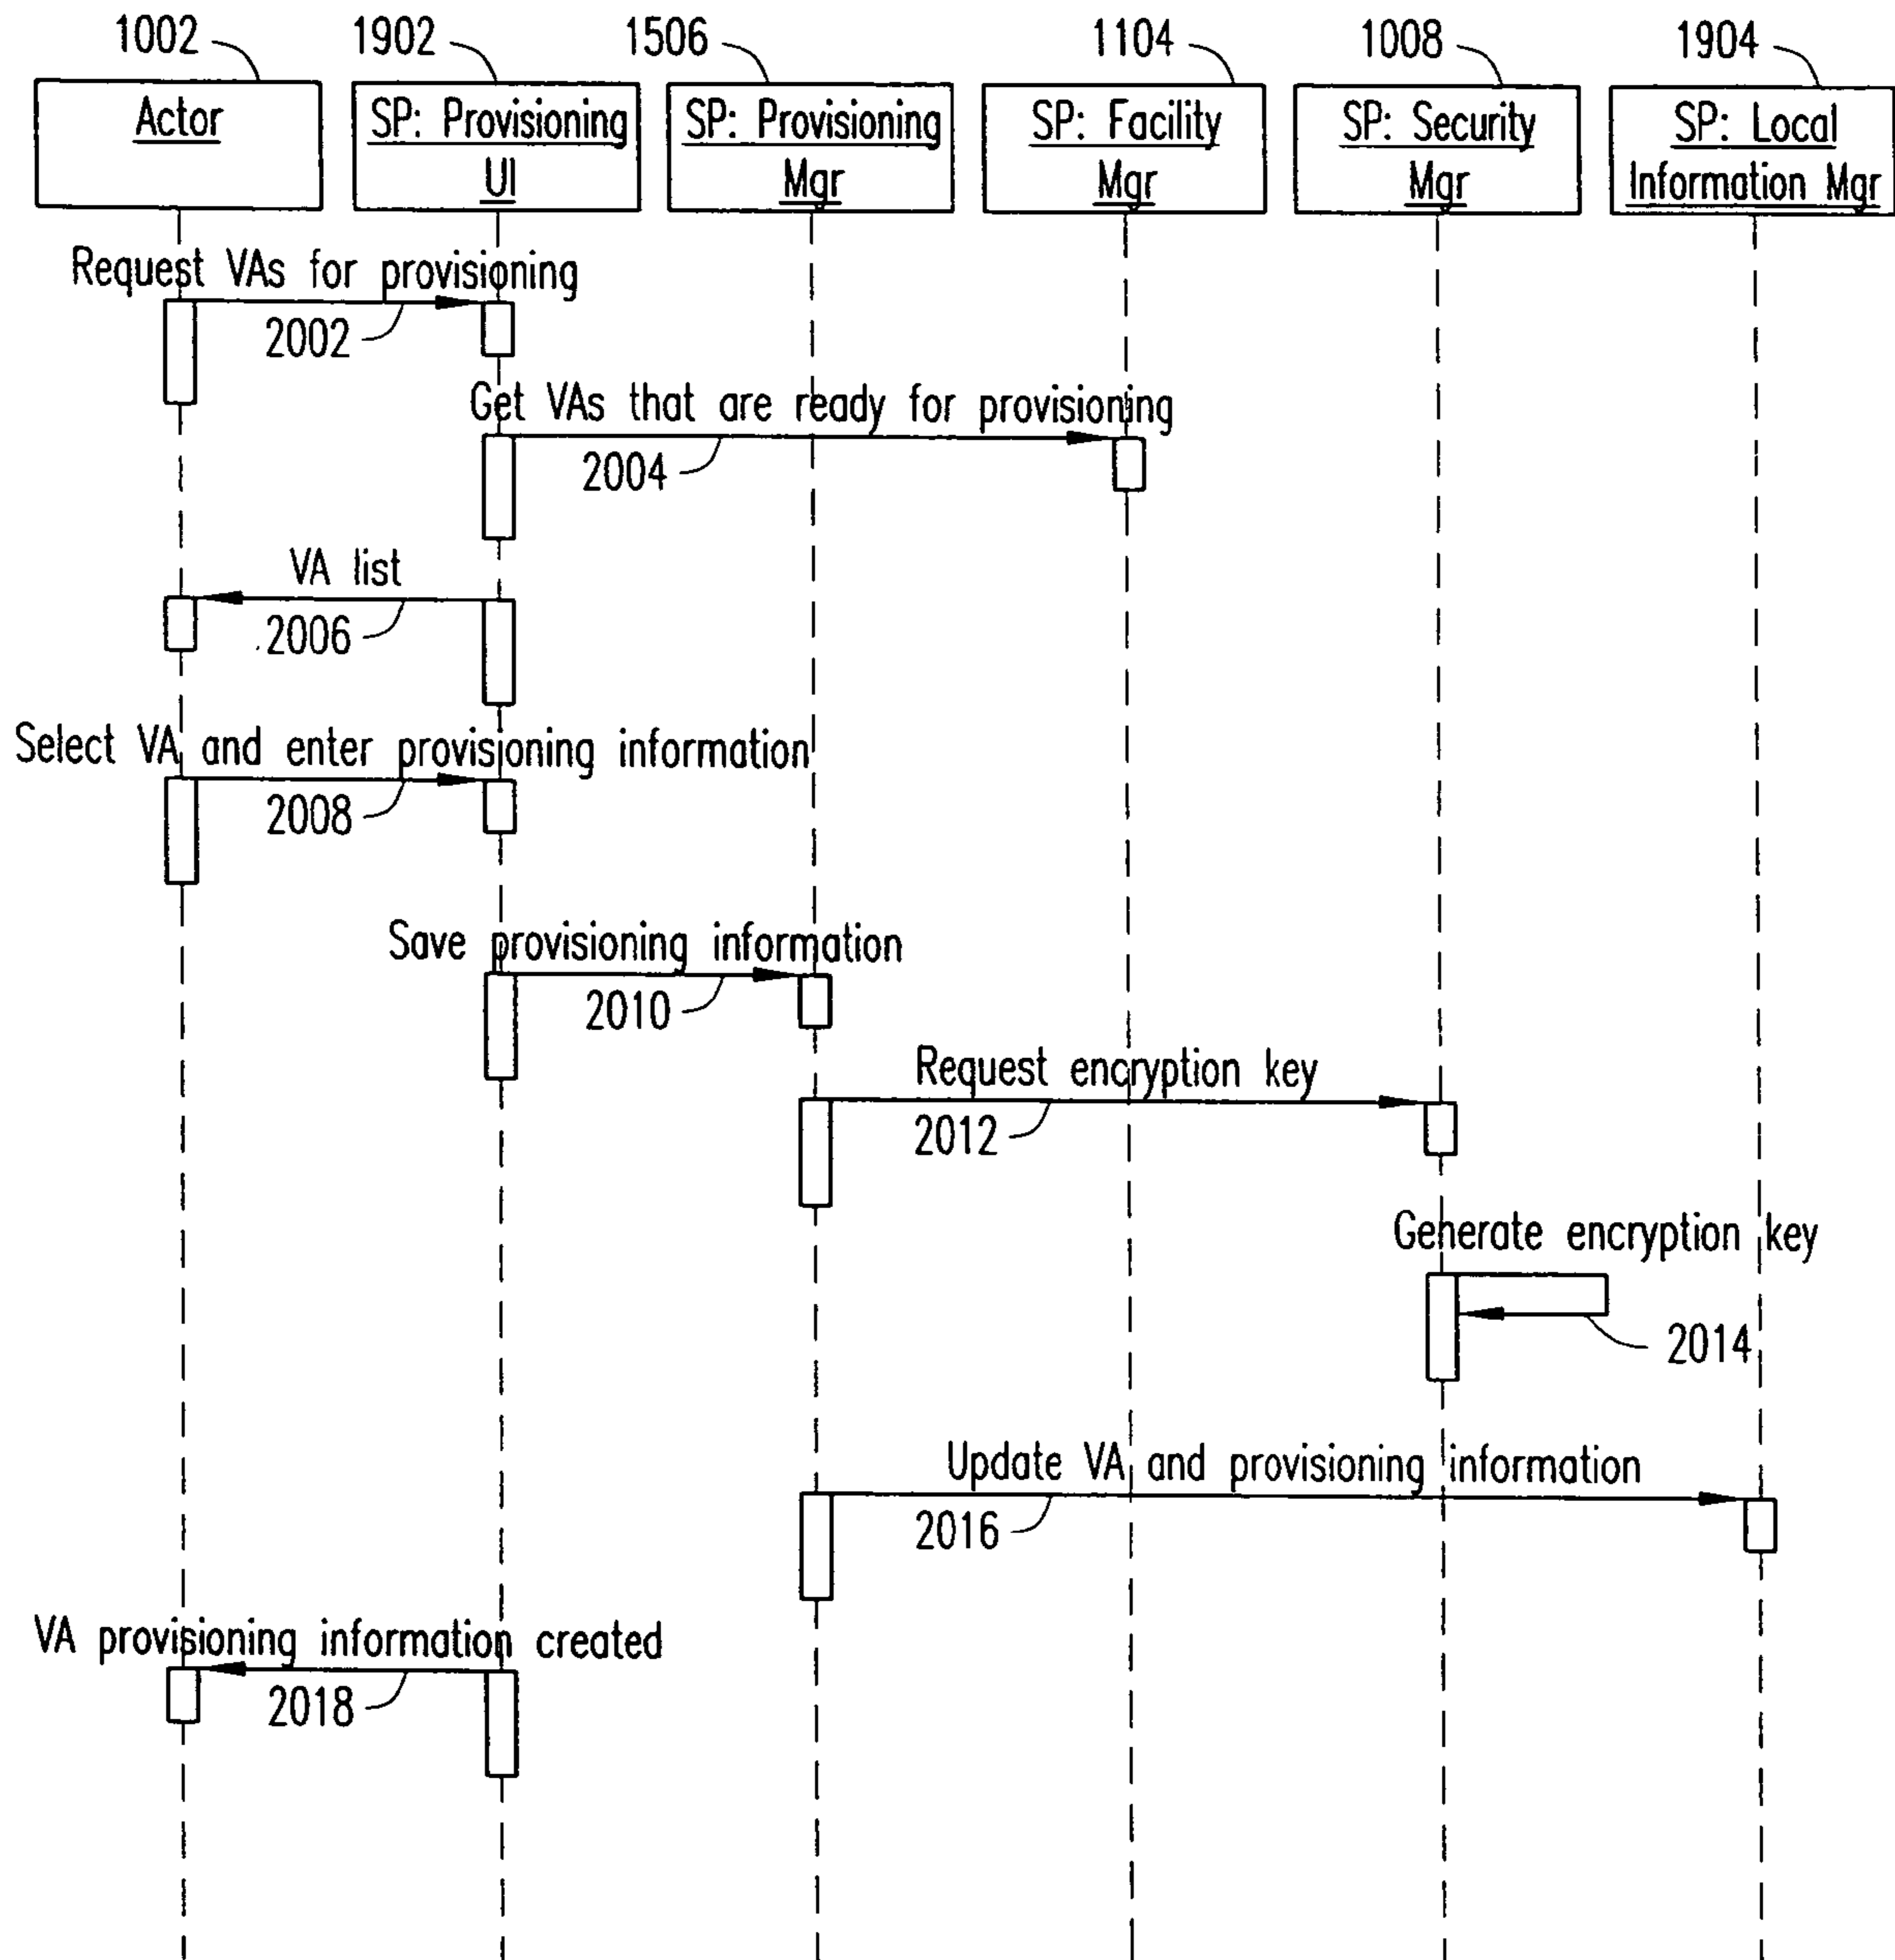 1002
1902
1506
1104
1008
1904
Actor
SP: Provisioning
UI
SP: Provisioning
Mgr
SP: Facility
Mgr
SP: Security
Mgr
SP: Local
Information Mgr
Request VAs for provisioning
2002
Get VAs that are ready for provisioning
2004
VA list
2006
Select VA and enter provisioning information
2008
Save provisioning information
2010
Request encryption key
2012
Generate encryption key
2014
Update VA and provisioning information
2016
VA provisioning information created
2018